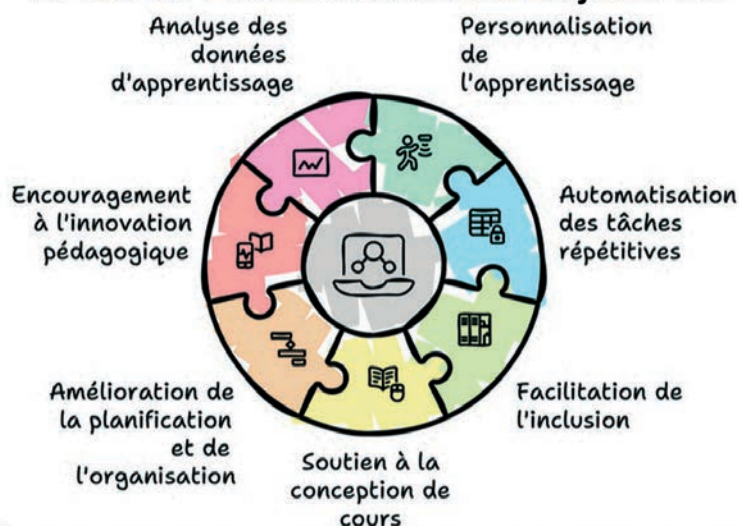 Analyse des
données
d'apprentissage
Personnalisation
de
l'apprentissage
Encouragement
à l'innovation
pédagogique
Automatisation
des tâches
répétitives
Amélioration de
la planification
et de
l'organisation
Facilitation de
l'inclusion
Soutien à la
conception de
cours